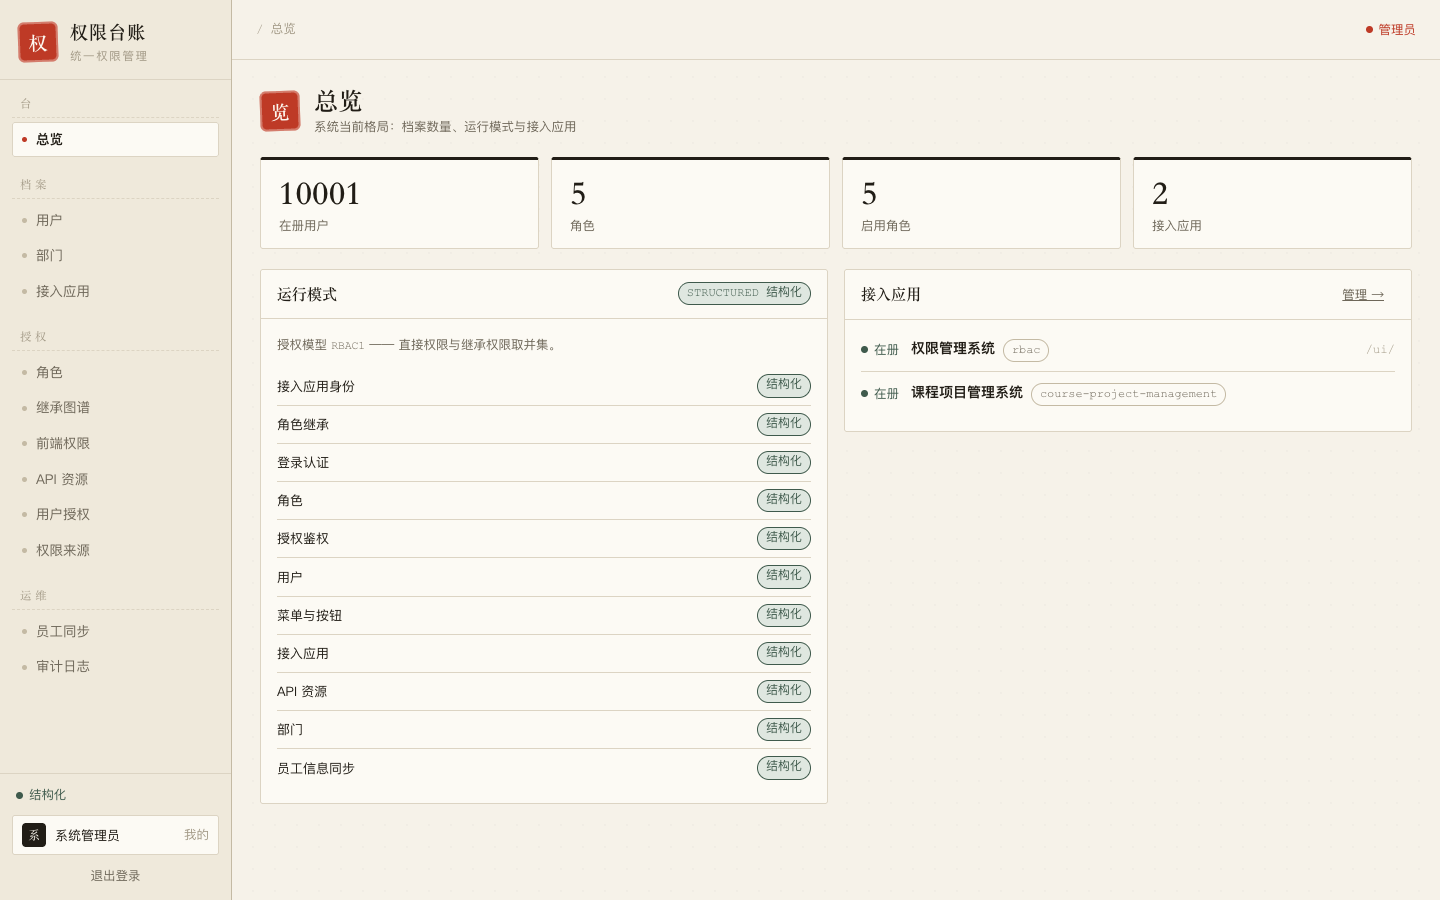 权
权限台账
统一权限管理
台
总览
档案
用户
部门
接入应用
授权
角色
继承图谱
前端权限
API 资源
用户授权
权限来源
运维
员工同步
审计日志
结构化
系
系统管理员
我的
退出登录
/ 总览
管理员
览
总览
系统当前格局：档案数量、运行模式与接入应用
10001
在册用户
5
角色
5
启用角色
2
接入应用
运行模式
STRUCTURED 结构化
授权模型 RBAC1 —— 直接权限与继承权限取并集。
接入应用身份 结构化
角色继承 结构化
登录认证 结构化
角色 结构化
授权鉴权 结构化
用户 结构化
菜单与按钮 结构化
接入应用 结构化
API 资源 结构化
部门 结构化
员工信息同步 结构化
接入应用
管理 →
在册 权限管理系统 rbac /ui/
在册 课程项目管理系统 course-project-management